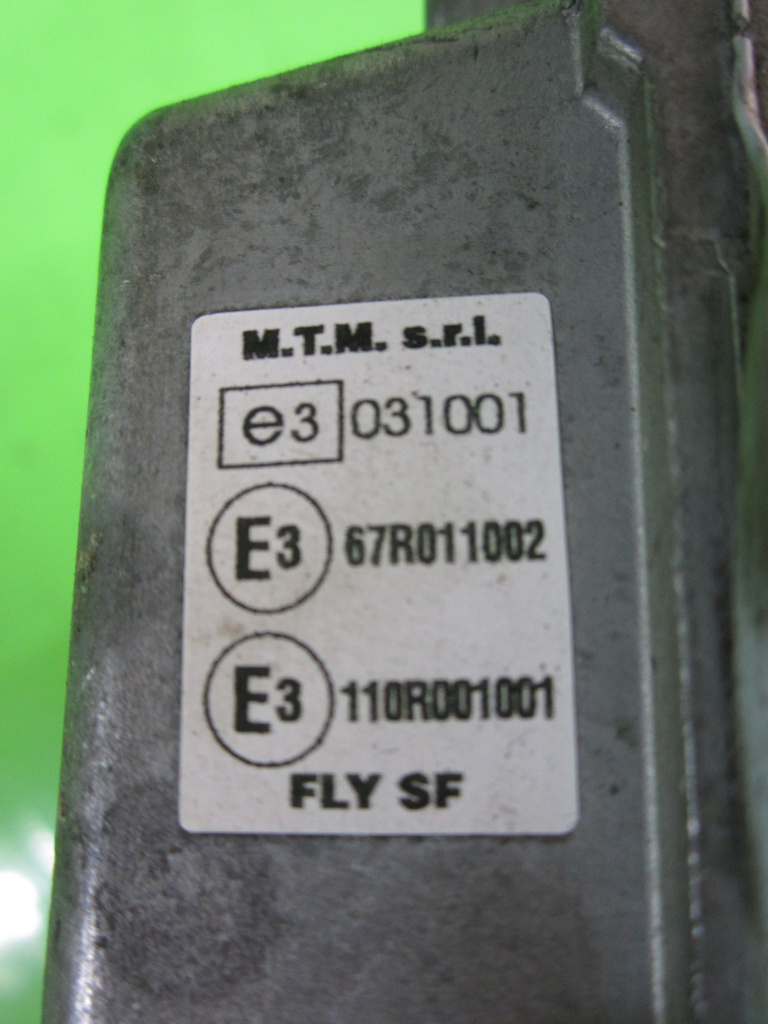 M.T.M. s.r.l.
e3 031001
E3 67R011002
E3 110R001001
FLY SF